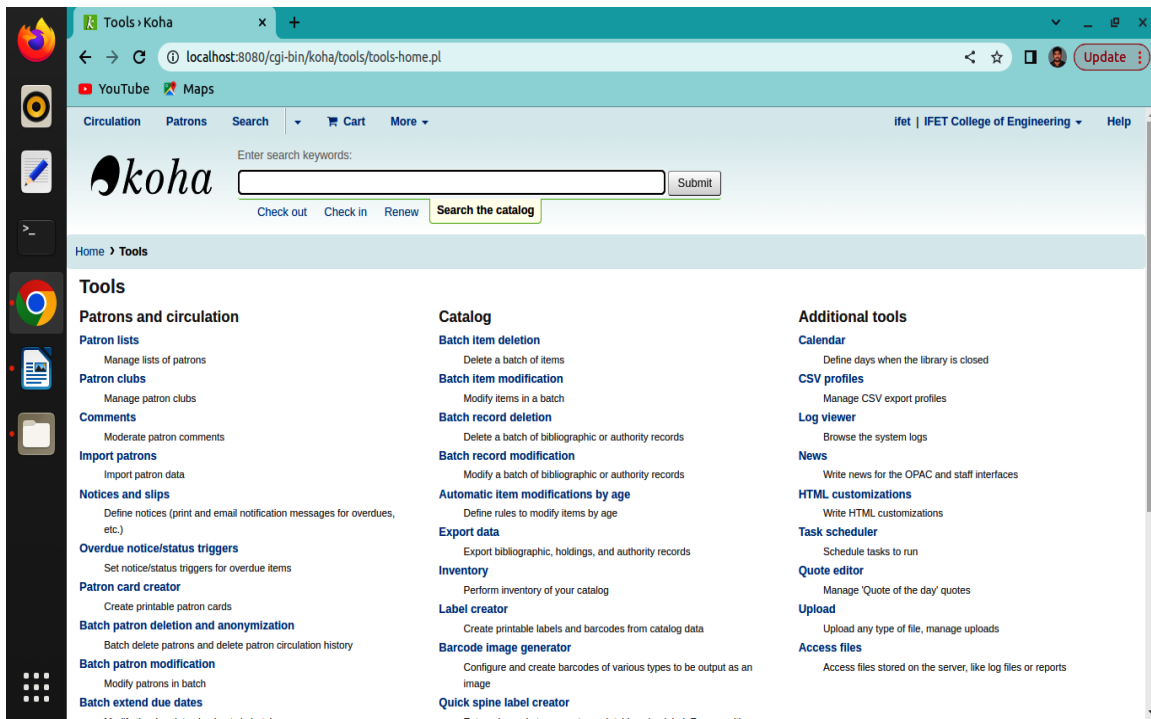 Tools › Koha
localhost:8080/cgi-bin/koha/tools/tools-home.pl
Update
YouTube Maps
Circulation Patrons Search Cart More ifet | IFET College of Engineering Help
Enter search keywords:
koha
Submit
Check out Check in Renew Search the catalog
Home › Tools
Tools
Patrons and circulation
Patron lists
Manage lists of patrons
Patron clubs
Manage patron clubs
Comments
Moderate patron comments
Import patrons
Import patron data
Notices and slips
Define notices (print and email notification messages for overdues,
etc.)
Overdue notice/status triggers
Set notice/status triggers for overdue items
Patron card creator
Create printable patron cards
Batch patron deletion and anonymization
Batch delete patrons and delete patron circulation history
Batch patron modification
Modify patrons in batch
Batch extend due dates
Catalog
Batch item deletion
Delete a batch of items
Batch item modification
Modify items in a batch
Batch record deletion
Delete a batch of bibliographic or authority records
Batch record modification
Modify a batch of bibliographic or authority records
Automatic item modifications by age
Define rules to modify items by age
Export data
Export bibliographic, holdings, and authority records
Inventory
Perform inventory of your catalog
Label creator
Create printable labels and barcodes from catalog data
Barcode image generator
Configure and create barcodes of various types to be output as an
image
Quick spine label creator
Additional tools
Calendar
Define days when the library is closed
CSV profiles
Manage CSV export profiles
Log viewer
Browse the system logs
News
Write news for the OPAC and staff interfaces
HTML customizations
Write HTML customizations
Task scheduler
Schedule tasks to run
Quote editor
Manage 'Quote of the day' quotes
Upload
Upload any type of file, manage uploads
Access files
Access files stored on the server, like log files or reports